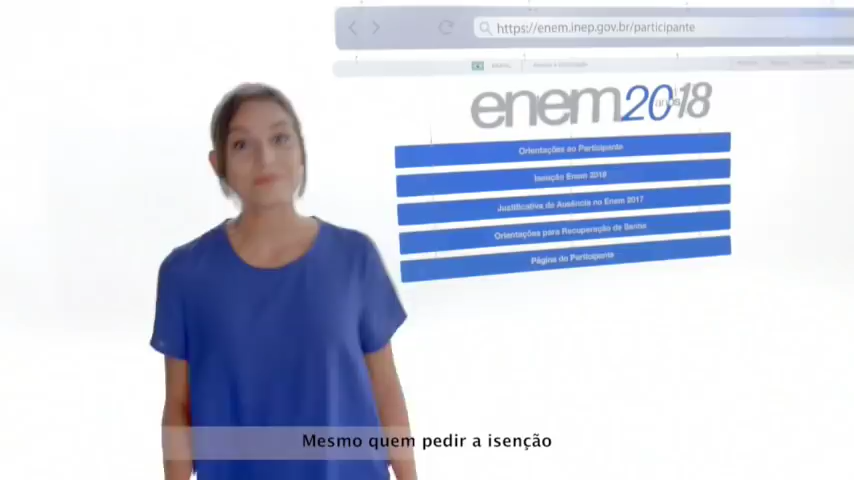 https://enem.inep.gov.br/participante
enem2018
Orientações ao Participante
Isenção Enem 2018
Justificativa de Ausência no Enem 2017
Orientações para Recuperação de Senha
Página do Participante
Mesmo quem pedir a isenção